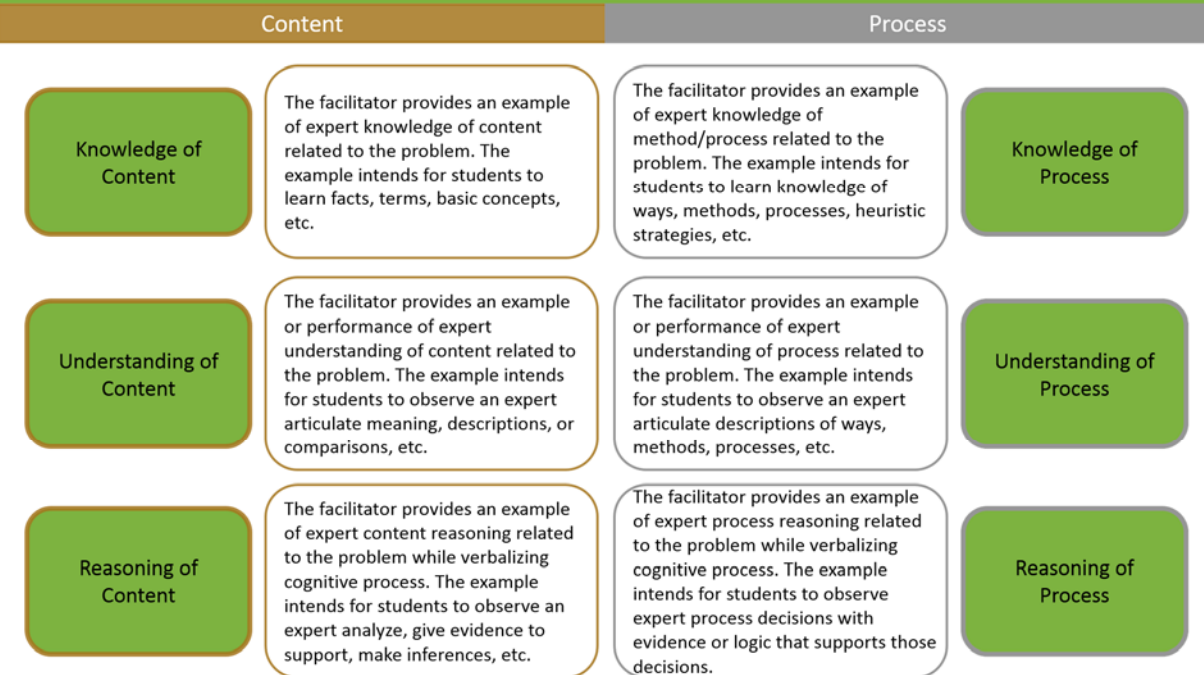 Content
Process
Knowledge of
Content
The facilitator provides an example
of expert knowledge of content
related to the problem. The
example intends for students to
learn facts, terms, basic concepts,
etc.
The facilitator provides an example
of expert knowledge of
method/process related to the
problem. The example intends for
students to learn knowledge of
ways, methods, processes, heuristic
strategies, etc.
Knowledge of
Process
Understanding of
Content
The facilitator provides an example
or performance of expert
understanding of content related to
the problem. The example intends
for students to observe an expert
articulate meaning, descriptions, or
comparisons, etc.
The facilitator provides an example
or performance of expert
understanding of process related to
the problem. The example intends
for students to observe an expert
articulate descriptions of ways,
methods, processes, etc.
Understanding of
Process
Reasoning of
Content
The facilitator provides an example
of expert content reasoning related
to the problem while verbalizing
cognitive process. The example
intends for students to observe an
expert analyze, give evidence to
support, make inferences, etc.
The facilitator provides an example
of expert process reasoning related
to the problem while verbalizing
cognitive process. The example
intends for students to observe
expert process decisions with
evidence or logic that supports those
decisions.
Reasoning of
Process